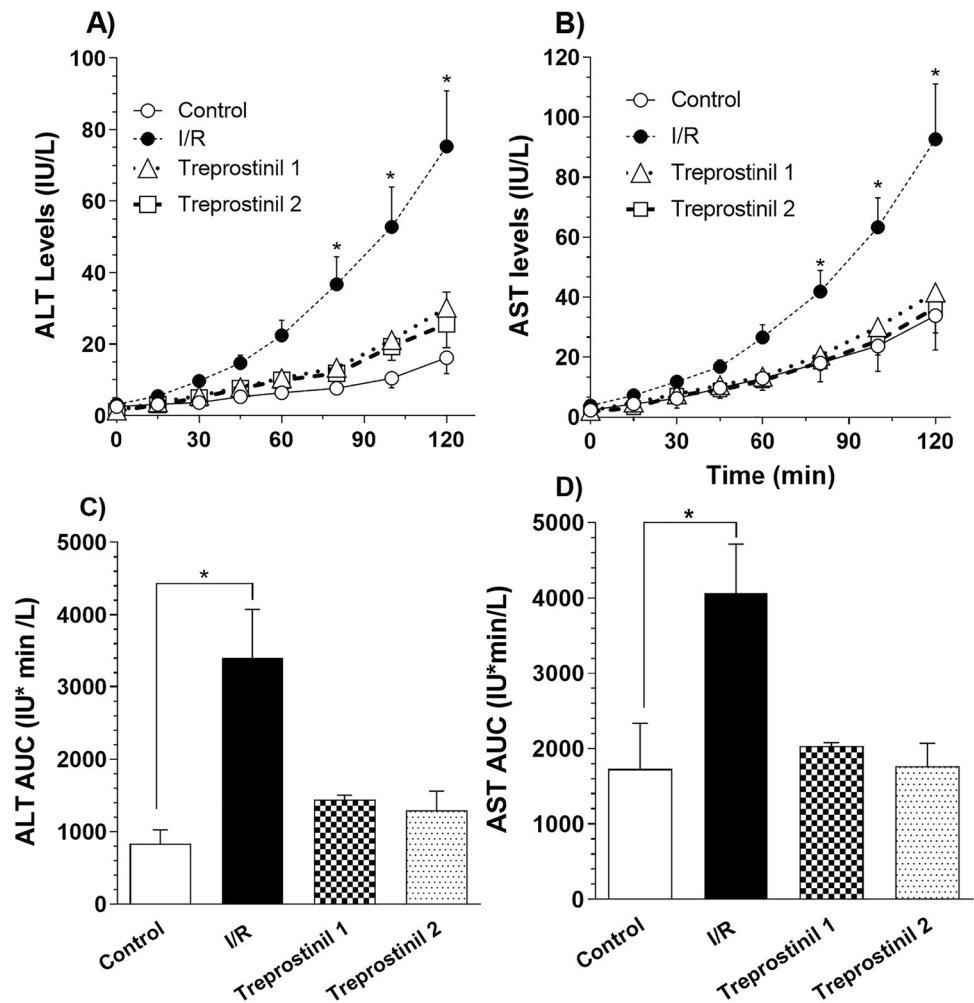 A)
ALT Levels (IU/L)
100
80
60
40
20
0
Control
I/R
Treprostinil 1
Treprostinil 2
*
*
*
0 30 60 90 120
B)
AST levels (IU/L)
120
100
80
60
40
20
0
Control
I/R
Treprostinil 1
Treprostinil 2
*
*
*
0 30 60 90 120
Time (min)
C)
ALT AUC (IU* min /L)
5000
4000
3000
2000
1000
0
*
Control I/R Treprostinil 1 Treprostinil 2
D)
AST AUC (IU*min/L)
5000
4000
3000
2000
1000
0
*
Control I/R Treprostinil 1 Treprostinil 2